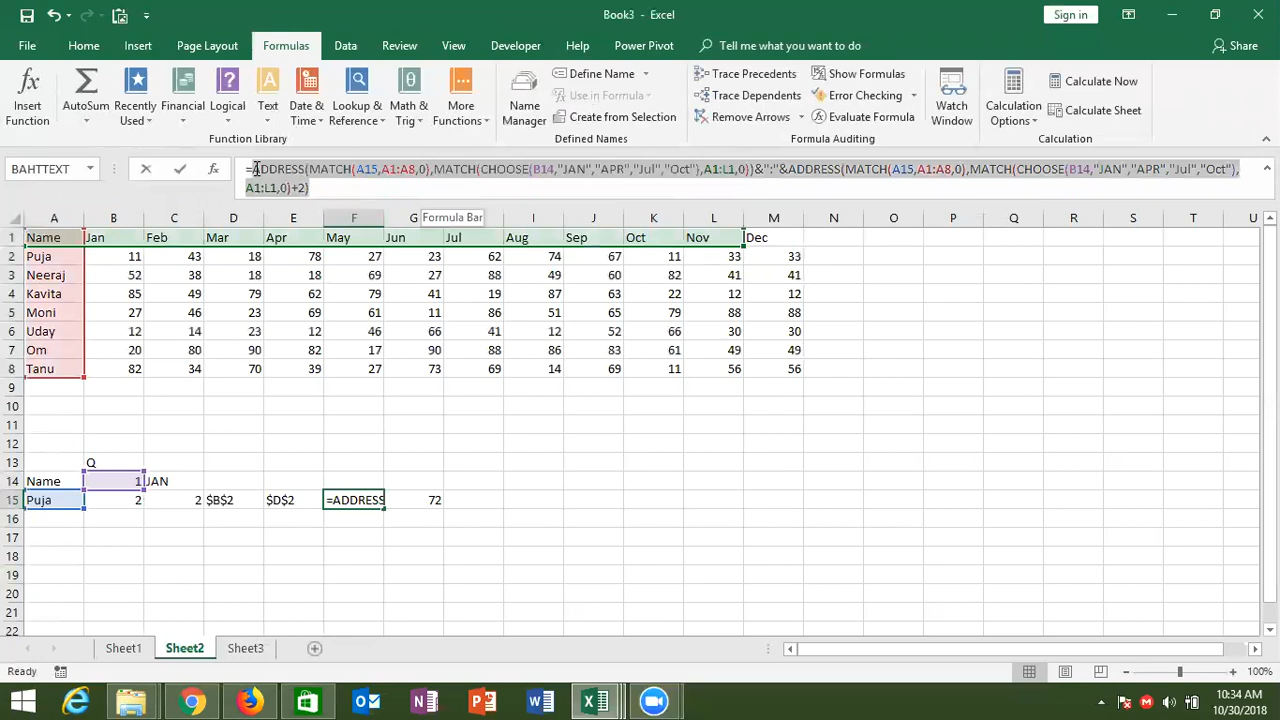 Book3 - Excel
Sign in
File Home Insert Page Layout Formulas Data Review View Developer Help Power Pivot Tell me what you want to do Share
Insert Function
AutoSum
Recently Used
Financial
Logical
Text
Date & Time
Lookup & Reference
Math & Trig
More Functions
Function Library
Name Manager
Define Name
Use in Formula
Create from Selection
Defined Names
Trace Precedents
Trace Dependents
Remove Arrows
Show Formulas
Error Checking
Evaluate Formula
Formula Auditing
Watch Window
Calculation Options
Calculate Now
Calculate Sheet
Calculation
BAHTTEXT
fx
=ADDRESS(MATCH(A15,A1:A8,0),MATCH(CHOOSE(B14,"JAN","APR","Jul","Oct"),A1:L1,0))&":"&ADDRESS(MATCH(A15,A1:A8,0),MATCH(CHOOSE(B14,"JAN","APR","Jul","Oct"),
A1:L1,0)+2)
Formula Bar
A B C D E F G I J K L M N O P Q R S T U
1 Name Jan Feb Mar Apr May Jun Jul Aug Sep Oct Nov Dec
2 Puja 11 43 18 78 27 23 62 74 67 11 33 33
3 Neeraj 52 38 18 18 69 27 88 49 60 82 41 41
4 Kavita 85 49 79 62 79 41 19 87 63 22 12 12
5 Moni 27 46 23 69 61 11 86 51 65 79 88 88
6 Uday 12 14 23 12 46 66 41 12 52 66 30 30
7 Om 20 80 90 82 17 90 88 86 83 61 49 49
8 Tanu 82 34 70 39 27 73 69 14 69 11 56 56
9
10
11
12
13 Q
14 Name 1 JAN
15 Puja 2 2 $B$2 $D$2 =ADDRESS 72
16
17
18
19
20
21
22
Sheet1 Sheet2 Sheet3
Ready
100%
10:34 AM
10/30/2018